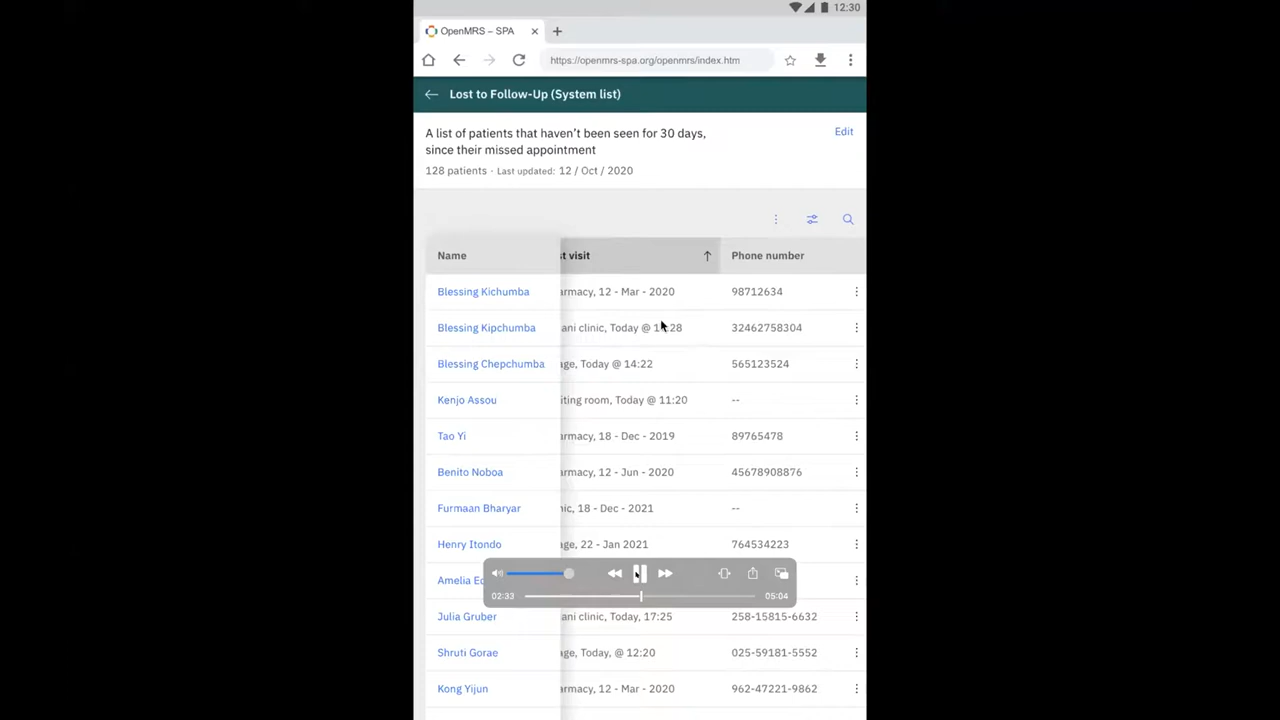 12:30
OpenMRS – SPA
https://openmrs-spa.org/openmrs/index.htm
Lost to Follow-Up (System list)
A list of patients that haven't been seen for 30 days,
since their missed appointment
Edit
128 patients · Last updated: 12 / Oct / 2020
Name st visit Phone number
Blessing Kichumba armacy, 12 - Mar - 2020 98712634
Blessing Kipchumba ani clinic, Today @ 1 :28 32462758304
Blessing Chepchumba age, Today @ 14:22 565123524
Kenjo Assou iting room, Today @ 11:20 --
Tao Yi armacy, 18 - Dec - 2019 89765478
Benito Noboa armacy, 12 - Jun - 2020 45678908876
Furmaan Bharyar nic, 18 - Dec - 2021 --
Henry Itondo age, 22 - Jan 2021 764534223
Amelia
02:33 05:04
Julia Gruber ani clinic, Today, 17:25 258-15815-6632
Shruti Gorae age, Today, @ 12:20 025-59181-5552
Kong Yijun armacy, 12 - Mar - 2020 962-47221-9862